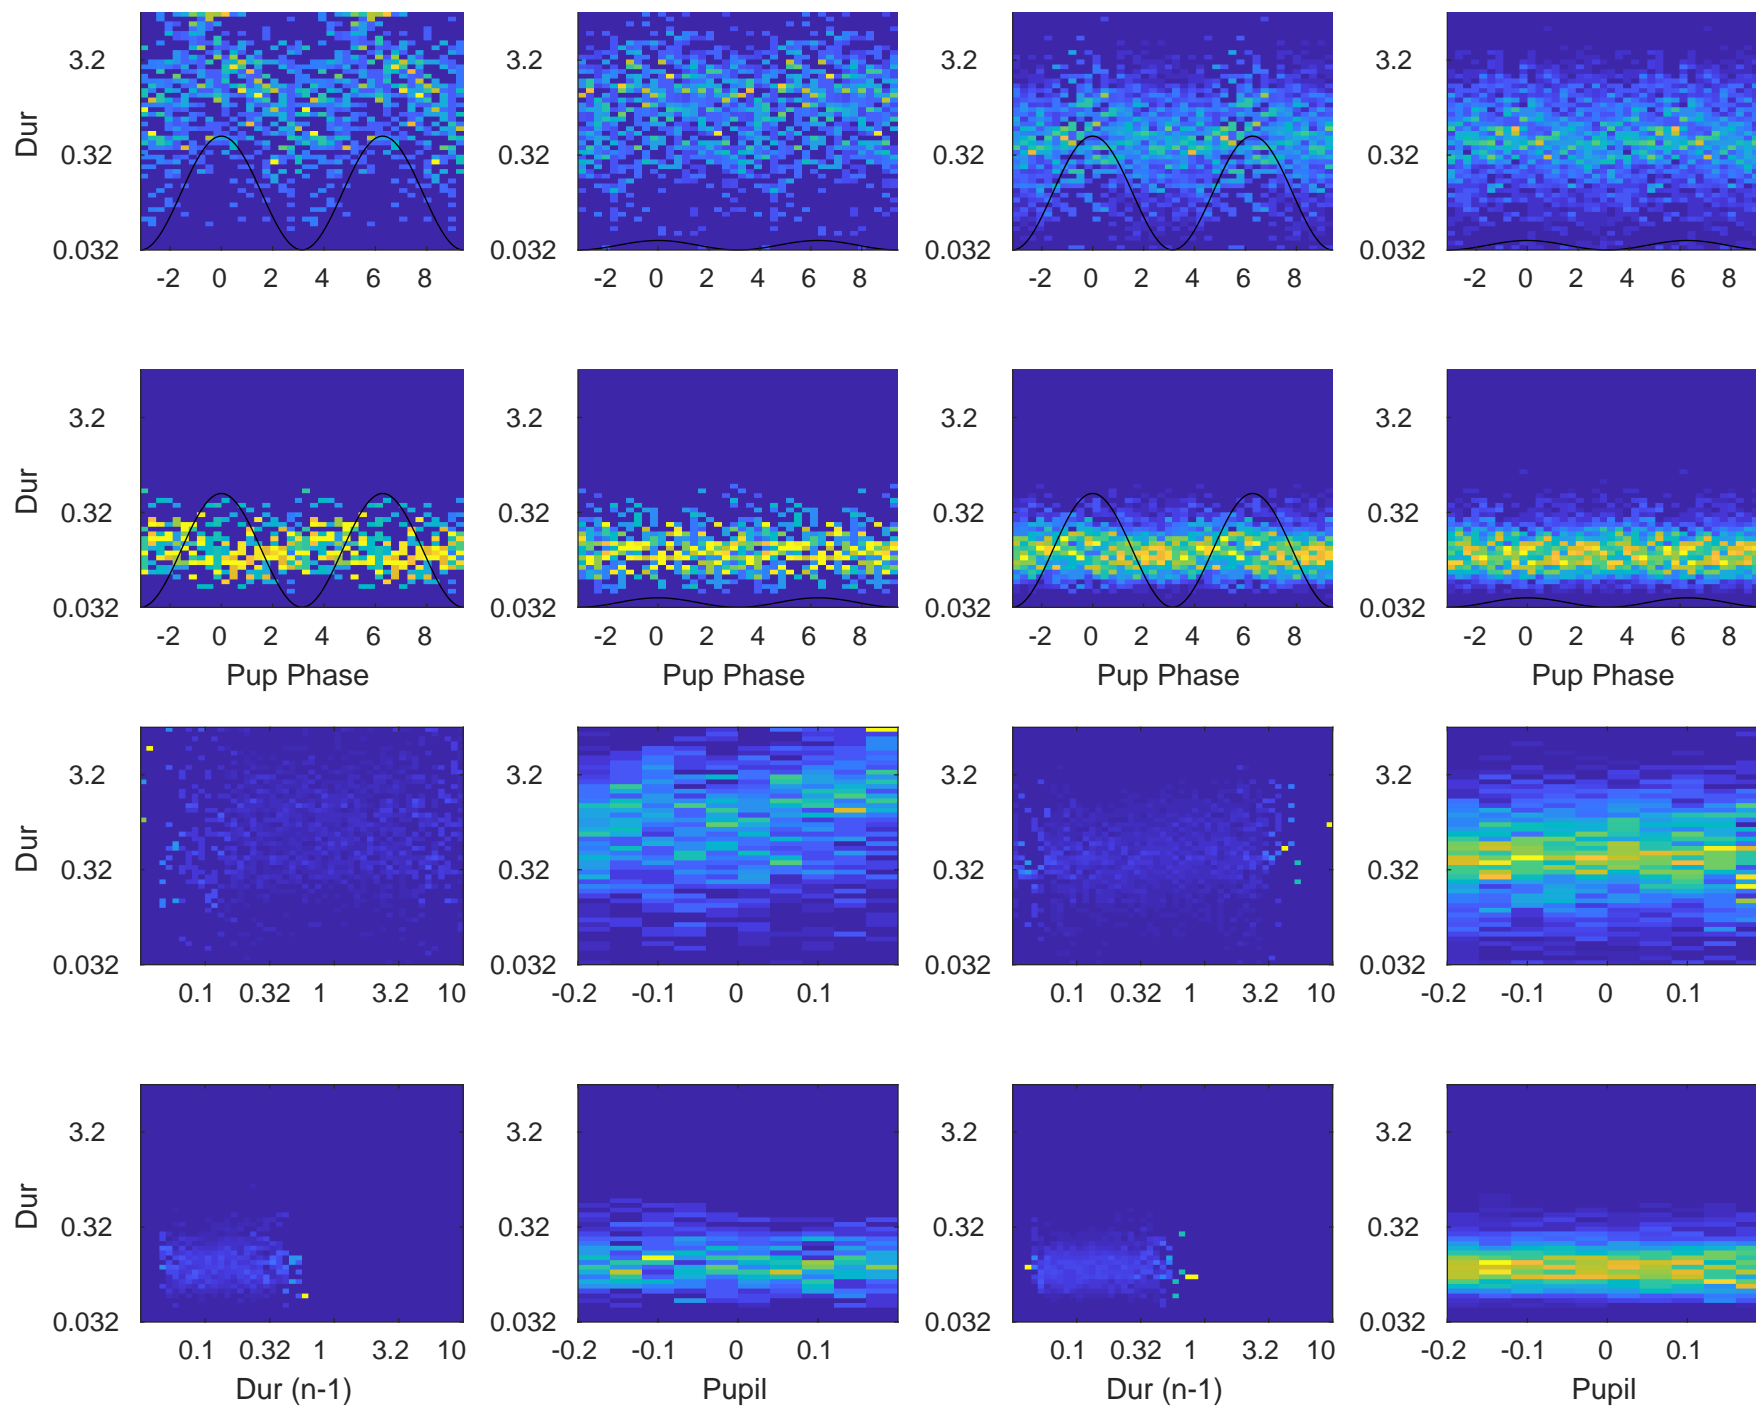 3.2 3.2 3.2 3.2
Dur
0.32 0.32 0.32 0.32
0.032 0.032 0.032 0.032
-2 0 2 4 6 8 -2 0 2 4 6 8 -2 0 2 4 6 8 -2 0 2 4 6 8
3.2 3.2 3.2 3.2
Dur
0.32 0.32 0.32 0.32
0.032 0.032 0.032 0.032
-2 0 2 4 6 8 -2 0 2 4 6 8 -2 0 2 4 6 8 -2 0 2 4 6 8
Pup Phase Pup Phase Pup Phase Pup Phase
3.2 3.2 3.2 3.2
Dur
0.32 0.32 0.32 0.32
0.032 0.032 0.032 0.032
0.1 0.32 1 3.2 10 -0.2 -0.1 0 0.1 0.1 0.32 1 3.2 10 -0.2 -0.1 0 0.1
3.2 3.2 3.2 3.2
Dur
0.32 0.32 0.32 0.32
0.032 0.032 0.032 0.032
0.1 0.32 1 3.2 10 -0.2 -0.1 0 0.1 0.1 0.32 1 3.2 10 -0.2 -0.1 0 0.1
Dur (n-1) Pupil Dur (n-1) Pupil